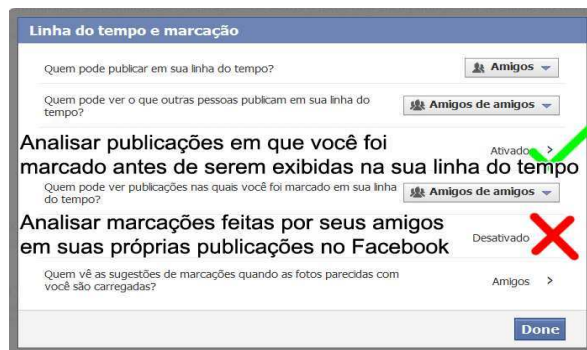 Linha do tempo e marcação
Quem pode publicar em sua linha do tempo?
Amigos
Quem pode ver o que outras pessoas publicam em sua linha do
tempo?
Amigos de amigos
Analisar publicações em que você foi
marcado antes de serem exibidas na sua linha do tempo
Ativado >
Quem pode ver publicações nas quais você foi marcado em sua linha
do tempo?
Amigos de amigos
Analisar marcações feitas por seus amigos
em suas próprias publicações no Facebook
Desativado
Quem vê as sugestões de marcações quando as fotos parecidas com
você são carregadas?
Amigos >
Done